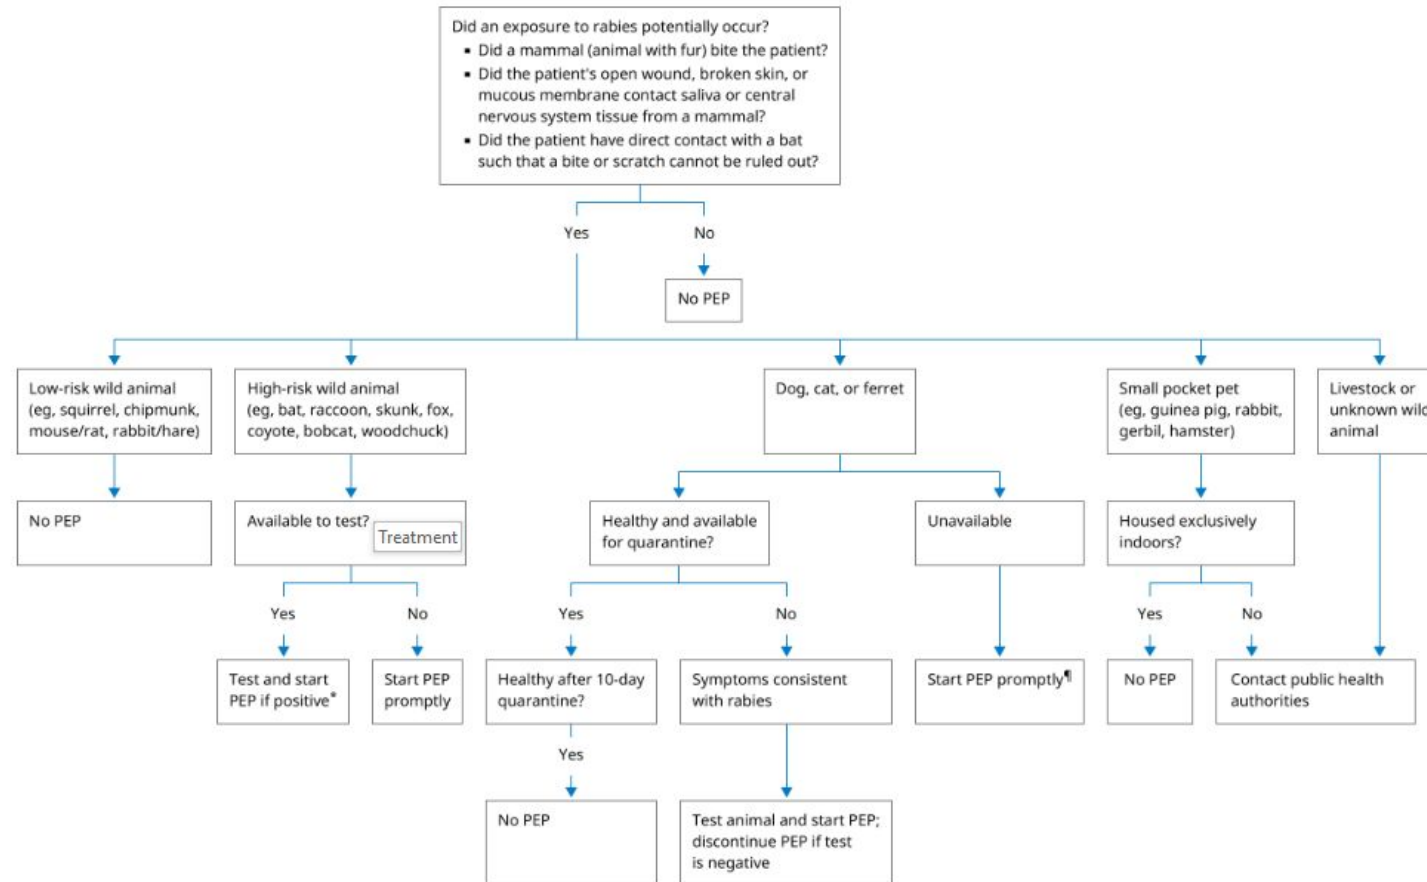 Did an exposure to rabies potentially occur?
▪ Did a mammal (animal with fur) bite the patient?
▪ Did the patient's open wound, broken skin, or
mucous membrane contact saliva or central
nervous system tissue from a mammal?
▪ Did the patient have direct contact with a bat
such that a bite or scratch cannot be ruled out?
Yes
No
No PEP
Low-risk wild animal
(eg, squirrel, chipmunk,
mouse/rat, rabbit/hare)
High-risk wild animal
(eg, bat, raccoon, skunk, fox,
coyote, bobcat, woodchuck)
Dog, cat, or ferret
Small pocket pet
(eg, guinea pig, rabbit,
gerbil, hamster)
Livestock or
unknown wild
animal
No PEP
Available to test?
Treatment
Healthy and available
for quarantine?
Unavailable
Housed exclusively
indoors?
Yes
No
Yes
No
Yes
No
Test and start
PEP if positive*
Start PEP
promptly
Healthy after 10-day
quarantine?
Symptoms consistent
with rabies
Start PEP promptly¶
No PEP
Contact public health
authorities
Yes
No PEP
Test animal and start PEP;
discontinue PEP if test
is negative